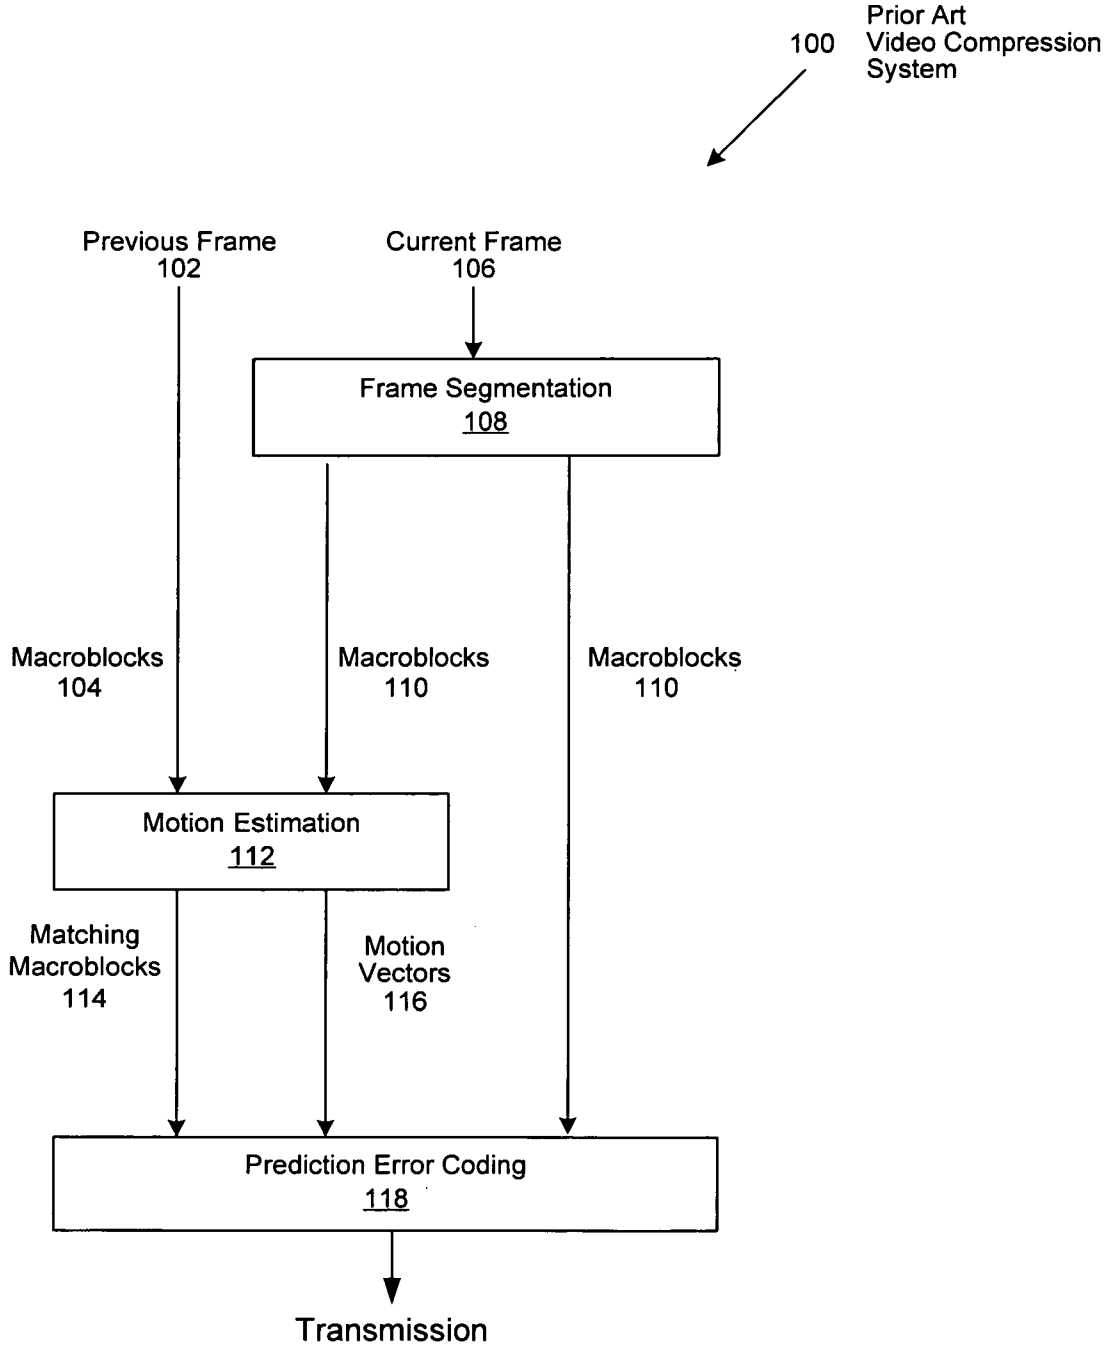 Prior Art
100 Video Compression
System
Previous Frame
102
Current Frame
106
Frame Segmentation
108
Macroblocks
104
Macroblocks
110
Macroblocks
110
Motion Estimation
112
Matching
Macroblocks
114
Motion
Vectors
116
Prediction Error Coding
118
Transmission